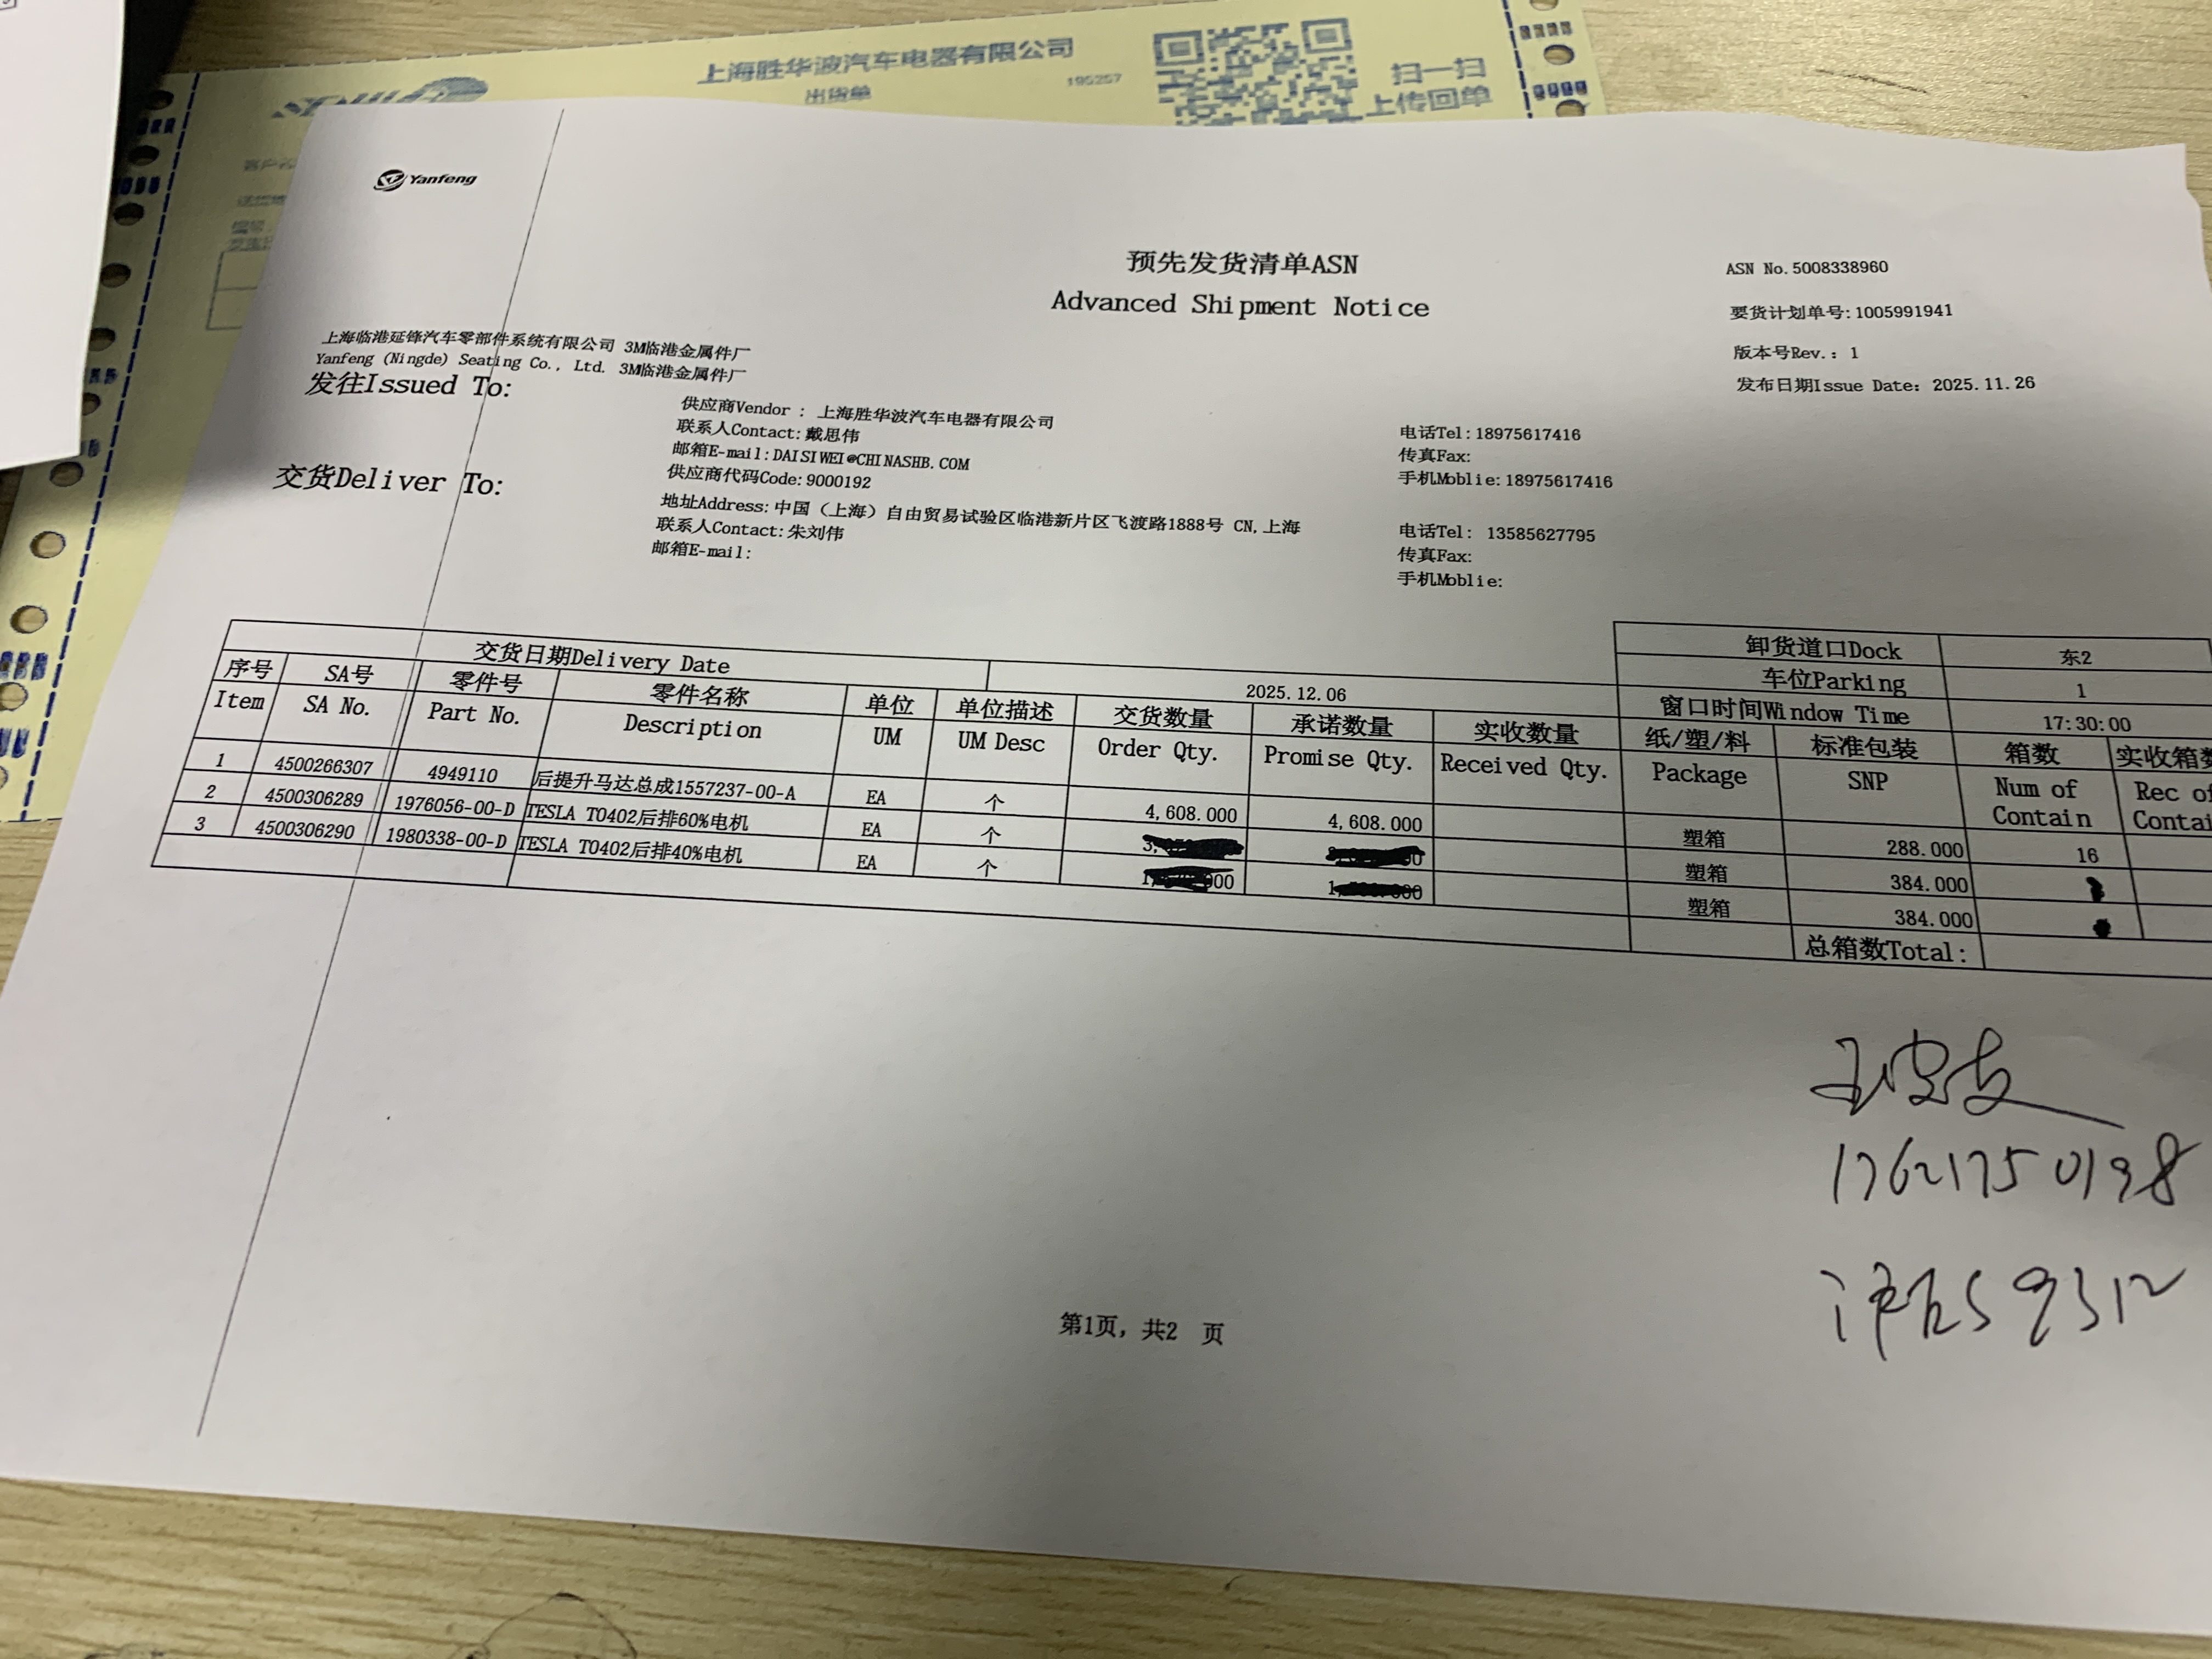 上海胜华波汽车电器有限公司
出货单
195257
扫一扫
上传回单
Yanfeng
预先发货清单ASN
Advanced Shipment Notice
ASN No.5008338960
要货计划单号:1005991941
版本号Rev.: 1
发布日期Issue Date: 2025.11.26
上海临港延锋汽车零部件系统有限公司 3M临港金属件厂
Yanfeng (Ningde) Seating Co., Ltd. 3M临港金属件厂
发往Issued To:
供应商Vendor : 上海胜华波汽车电器有限公司
联系人Contact:戴思伟
邮箱E-mail:DAISIWEI@CHINASHB.COM
供应商代码Code:9000192
电话Tel:18975617416
传真Fax:
手机Moblie:18975617416
交货Deliver To:
地址Address:中国（上海）自由贸易试验区临港新片区飞渡路1888号 CN,上海
联系人Contact:朱刘伟
邮箱E-mail:
电话Tel: 13585627795
传真Fax:
手机Moblie:
交货日期Delivery Date 2025.12.06
卸货道口Dock 东2
车位Parking 1
窗口时间Window Time 17:30:00
序号 SA号 零件号 零件名称 单位 单位描述 交货数量 承诺数量 实收数量 纸/塑/料 标准包装 箱数 实收箱数
Item SA No. Part No. Description UM UM Desc Order Qty. Promise Qty. Received Qty. Package SNP Num of Contain Rec of Contai
1 4500266307 4949110 后提升马达总成1557237-00-A EA 个 4,608.000 4,608.000 塑箱 288.000 16
2 4500306289 1976056-00-D TESLA T0402后排60%电机 EA 个 塑箱 384.000
3 4500306290 1980338-00-D TESLA T0402后排40%电机 EA 个 塑箱 384.000
总箱数Total:
17621750198
59312
第1页, 共2 页